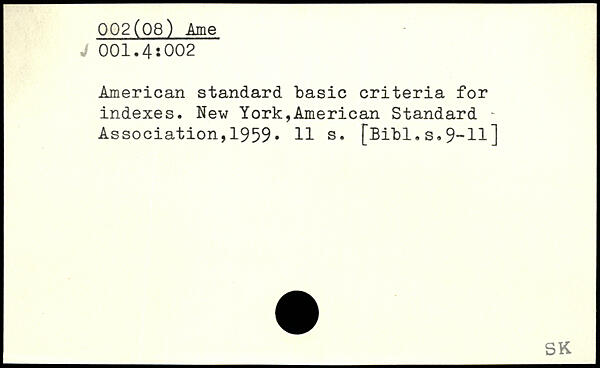 002(08) Ame
001.4:002
American standard basic criteria for
indexes. New York,American Standard
Association,1959. 11 s. [Bibl.s.9-11]
SK